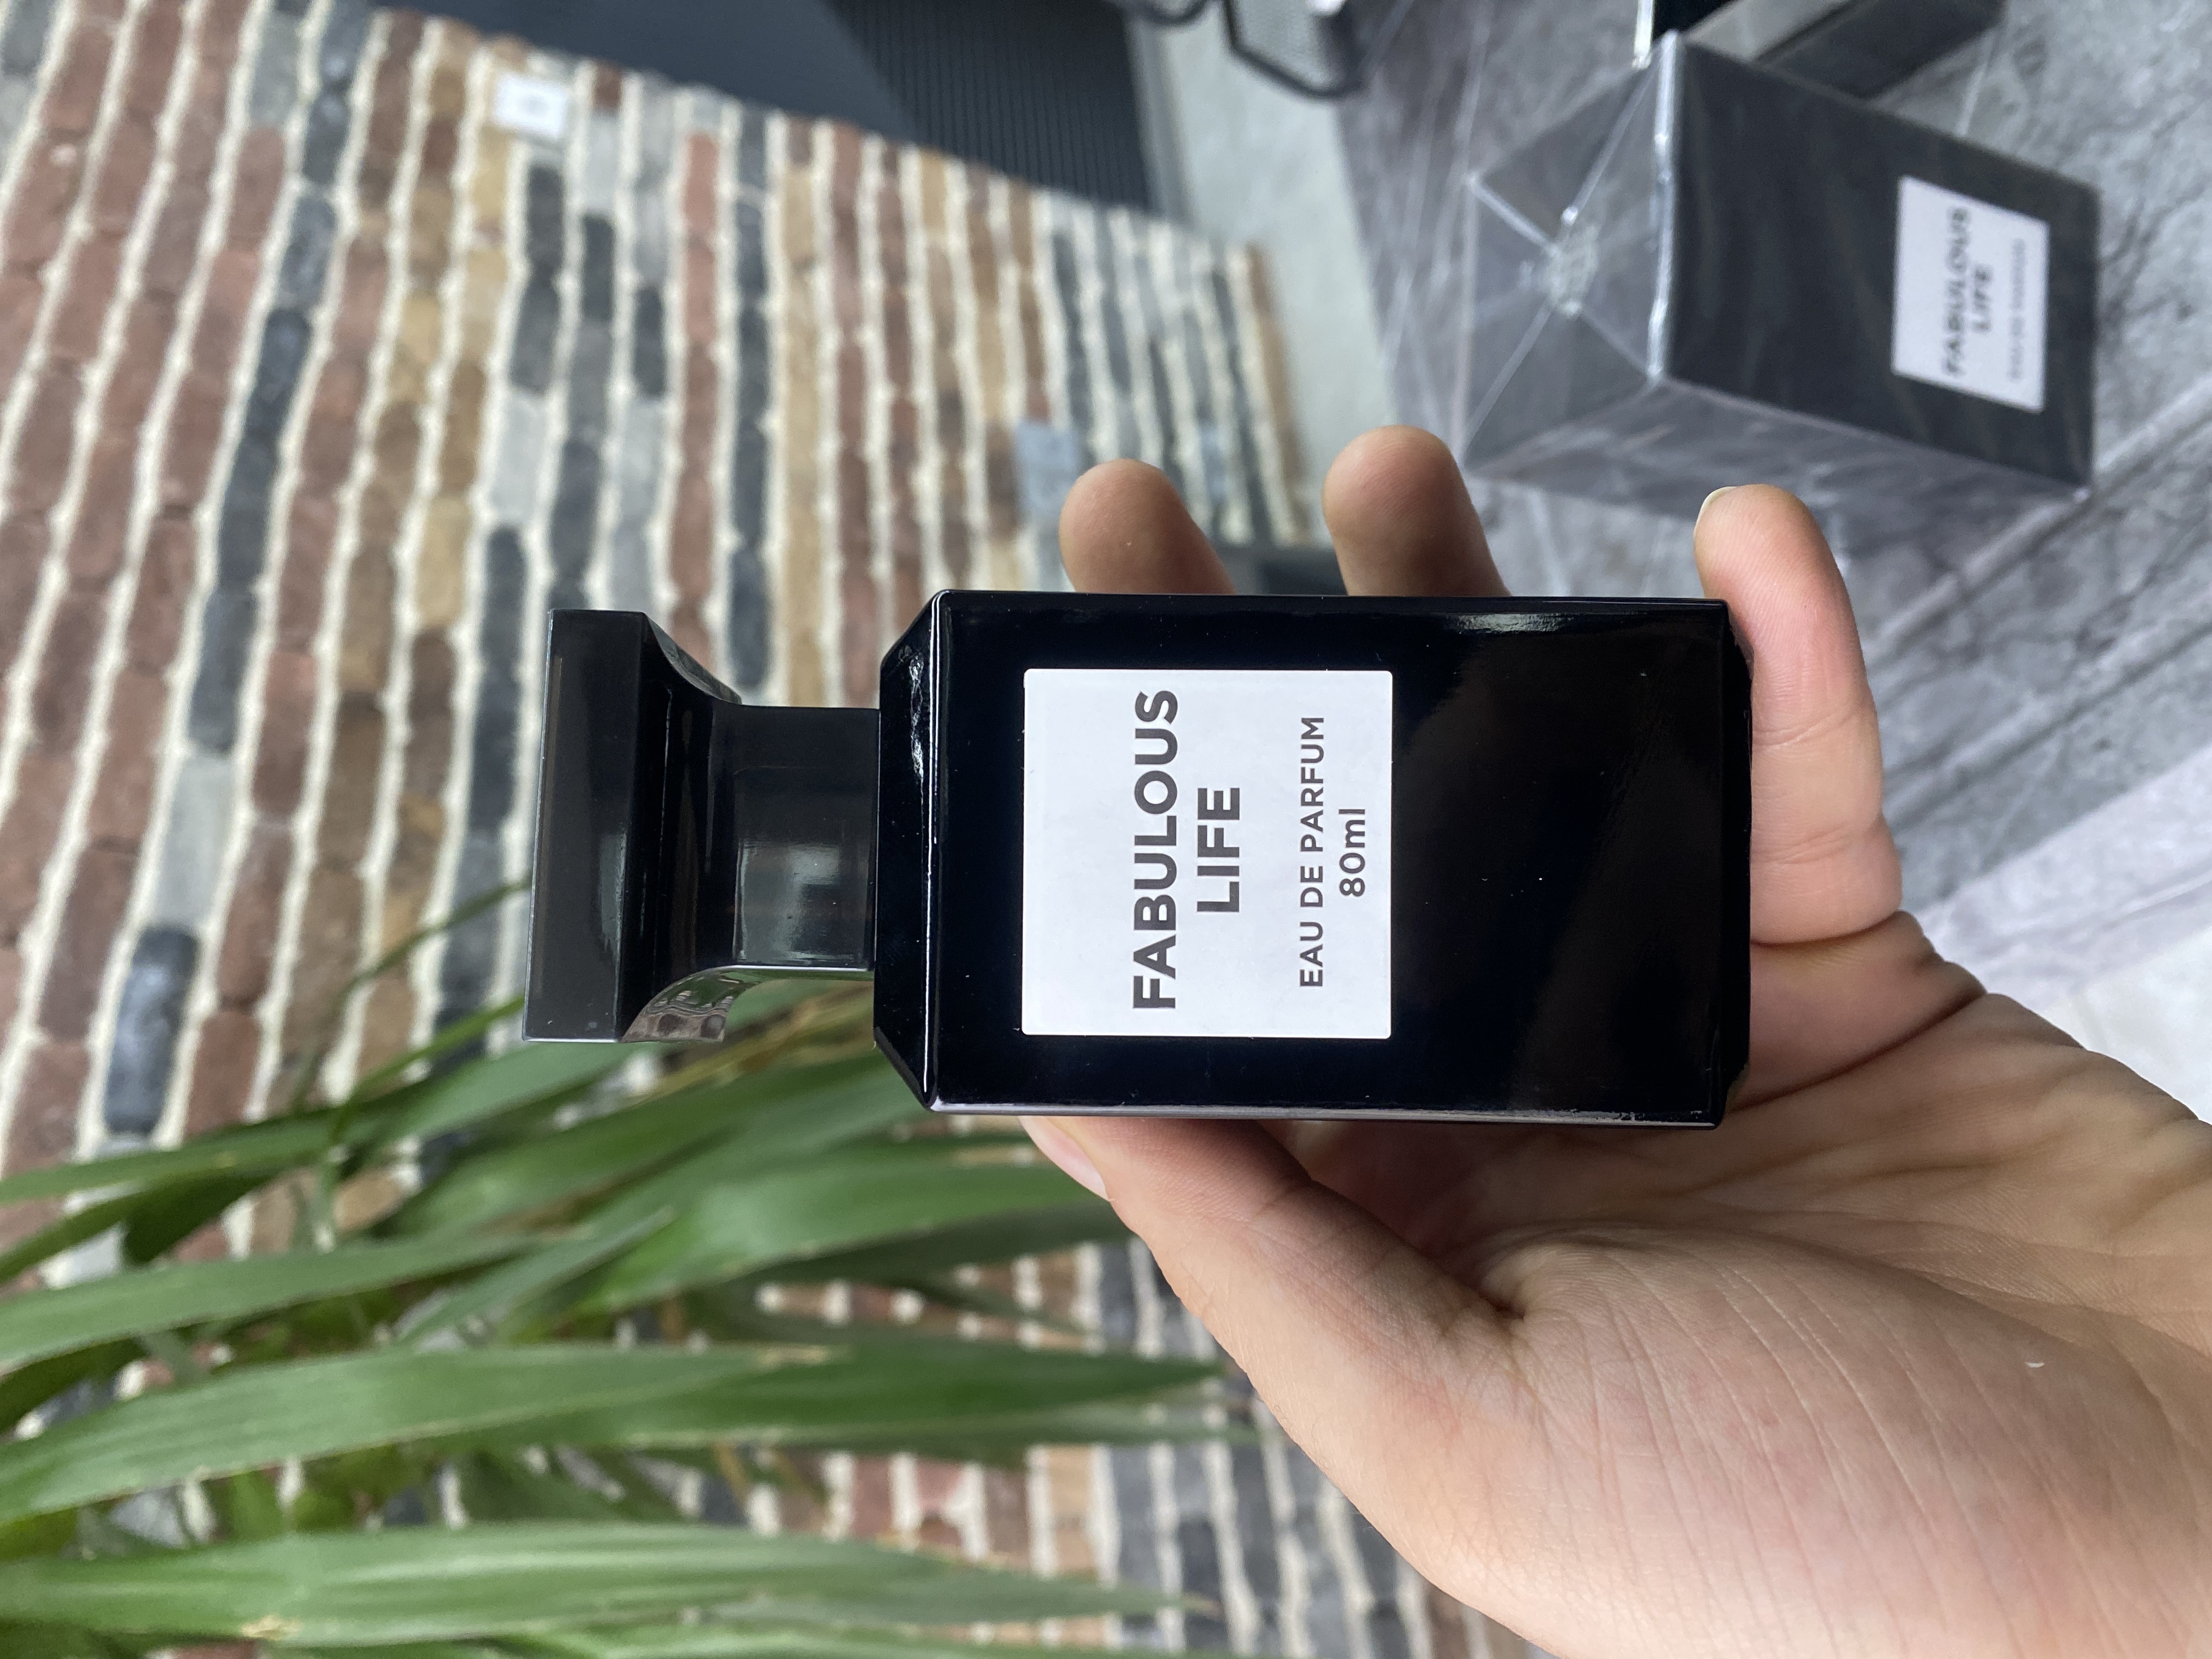 FABULOUS
LIFE
EAU DE PARFUM
80ml
FABULOUS
LIFE